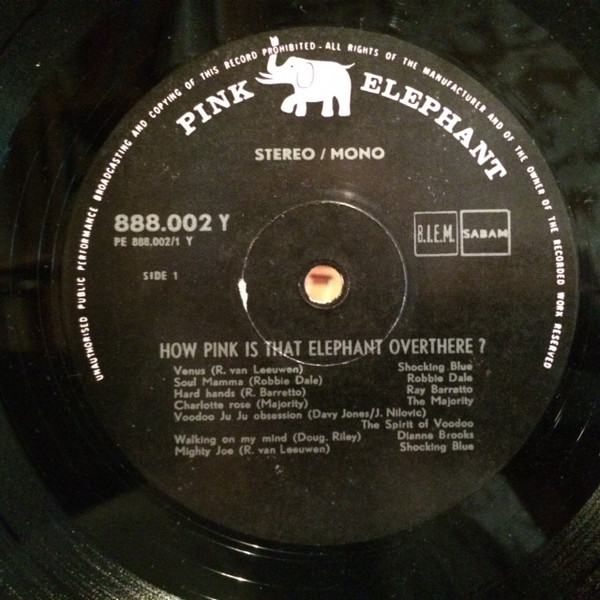 UNAUTHORISED PUBLIC PERFORMANCE BROADCASTING AND COPYING OF THIS RECORD PROHIBITED - ALL RIGHTS OF THE MANUFACTURER AND OF THE OWNER OF THE RECORDED WORK RESERVED
PINK ELEPHANT
STEREO / MONO
888.002 Y
PE 888.002/1 Y
B.I.E.M. SABAM
SIDE 1
HOW PINK IS THAT ELEPHANT OVERTHERE ?
Venus (R. van Leeuwen) Shocking Blue
Soul Mamma (Robbie Dale) Robbie Dale
Hard hands (R. Barretto) Ray Barretto
Charlotte rose (Majority) The Majority
Voodoo Ju Ju obsession (Davy Jones/J. Nilovic)
The Spirit of Voodoo
Walking on my mind (Doug. Riley) Dianne Brooks
Mighty Joe (R. van Leeuwen) Shocking Blue